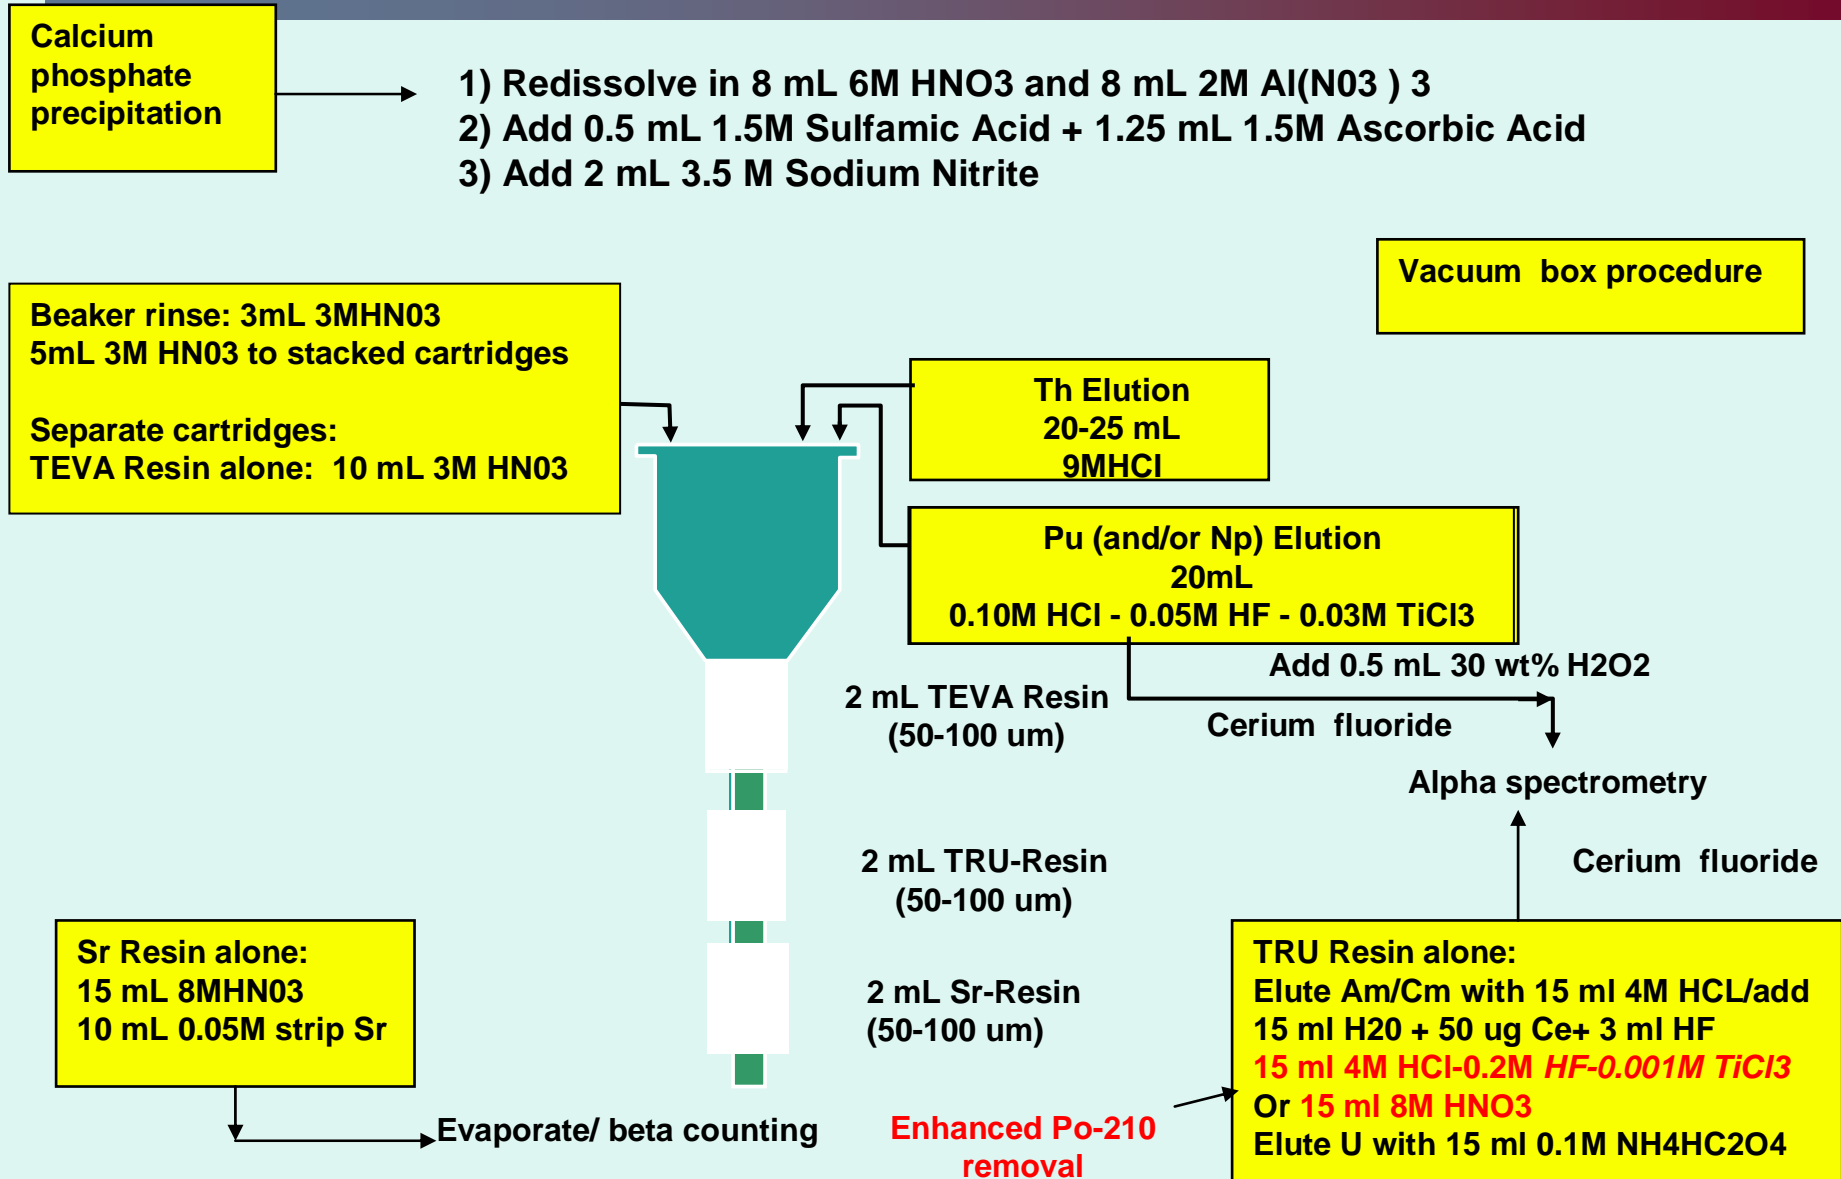 Calcium
phosphate
precipitation
1) Redissolve in 8 mL 6M HNO3 and 8 mL 2M Al(N03 ) 3
2) Add 0.5 mL 1.5M Sulfamic Acid + 1.25 mL 1.5M Ascorbic Acid
3) Add 2 mL 3.5 M Sodium Nitrite
Vacuum box procedure
Beaker rinse: 3mL 3MHN03
5mL 3M HN03 to stacked cartridges
Separate cartridges:
TEVA Resin alone: 10 mL 3M HN03
Th Elution
20-25 mL
9MHCl
Pu (and/or Np) Elution
20mL
0.10M HCl - 0.05M HF - 0.03M TiCl3
Add 0.5 mL 30 wt% H2O2
Cerium fluoride
Alpha spectrometry
Cerium fluoride
2 mL TEVA Resin
(50-100 um)
2 mL TRU-Resin
(50-100 um)
2 mL Sr-Resin
(50-100 um)
Sr Resin alone:
15 mL 8MHN03
10 mL 0.05M strip Sr
Evaporate/ beta counting
Enhanced Po-210
removal
TRU Resin alone:
Elute Am/Cm with 15 ml 4M HCL/add
15 ml H20 + 50 ug Ce+ 3 ml HF
15 ml 4M HCl-0.2M HF-0.001M TiCl3
Or 15 ml 8M HNO3
Elute U with 15 ml 0.1M NH4HC2O4